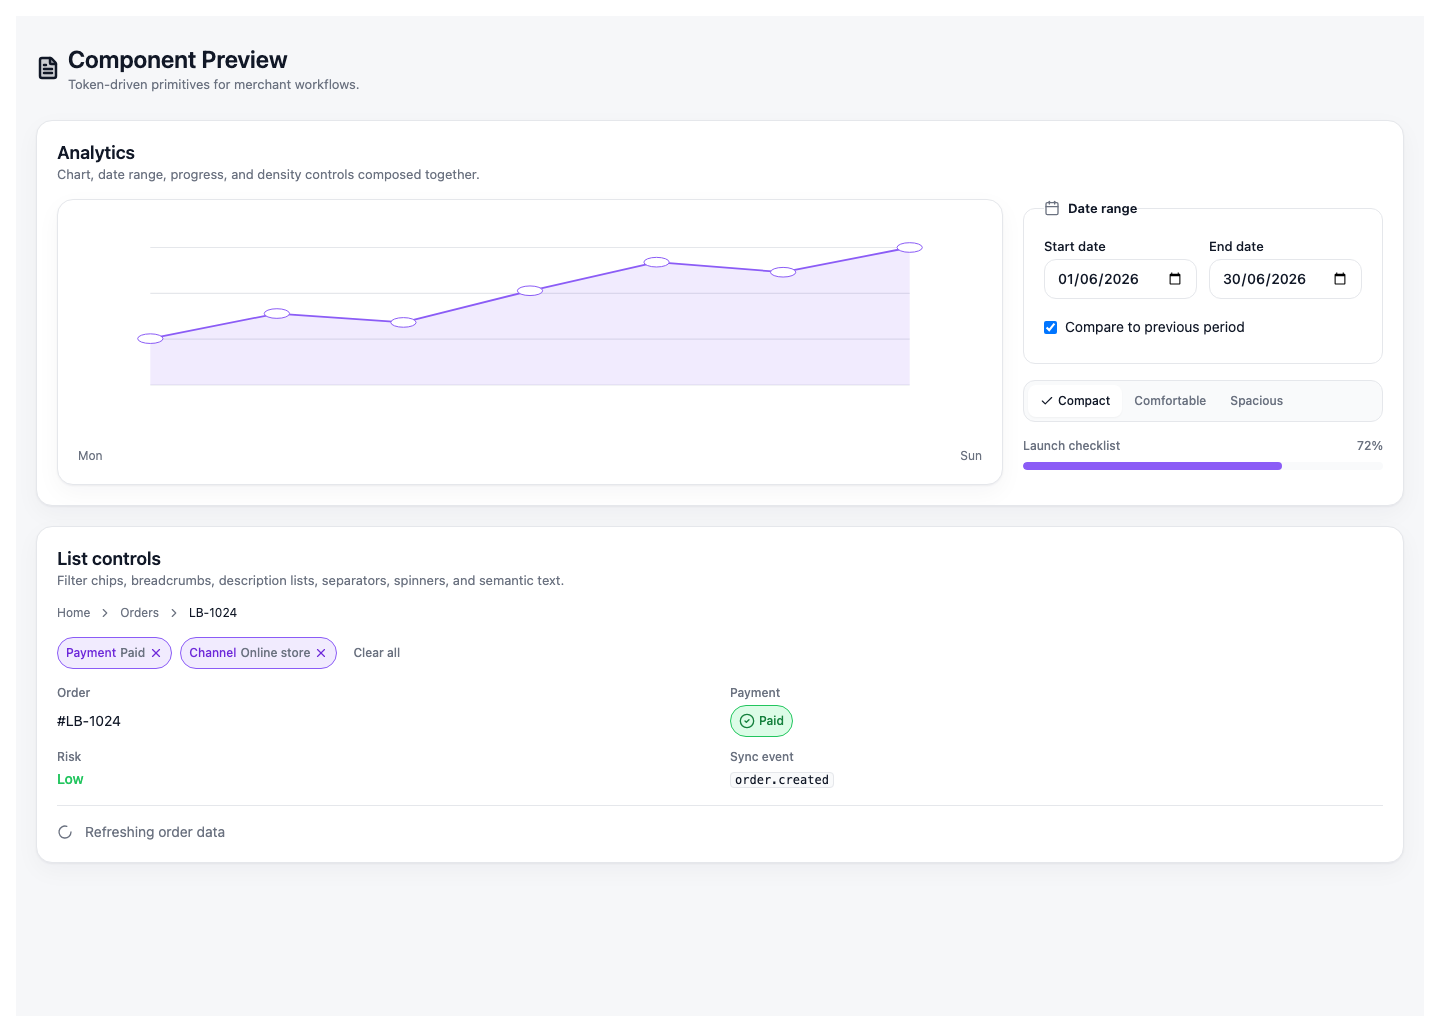 Component Preview
Token-driven primitives for merchant workflows.
Analytics
Chart, date range, progress, and density controls composed together.
Mon
Sun
Date range
Start date
End date
01/06/2026
30/06/2026
Compare to previous period
Compact
Comfortable
Spacious
Launch checklist
72%
List controls
Filter chips, breadcrumbs, description lists, separators, spinners, and semantic text.
Home
Orders
LB-1024
Payment Paid
Channel Online store
Clear all
Order
#LB-1024
Payment
Paid
Risk
Low
Sync event
order.created
Refreshing order data